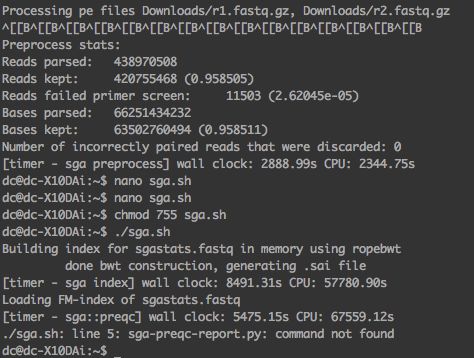 Processing pe files Downloads/r1.fastq.gz, Downloads/r2.fastq.gz
^[[B^[[B^[[B^[[B^[[B^[[B^[[B^[[B^[[B^[[B^[[B^[[B^[[B
Preprocess stats:
Reads parsed: 438970508
Reads kept: 420755468 (0.958505)
Reads failed primer screen: 11503 (2.62045e-05)
Bases parsed: 66251434232
Bases kept: 63502760494 (0.958511)
Number of incorrectly paired reads that were discarded: 0
[timer - sga preprocess] wall clock: 2888.99s CPU: 2344.75s
dc@dc-X10DAi:~$ nano sga.sh
dc@dc-X10DAi:~$ nano sga.sh
dc@dc-X10DAi:~$ chmod 755 sga.sh
dc@dc-X10DAi:~$ ./sga.sh
Building index for sgastats.fastq in memory using ropebwt
done bwt construction, generating .sai file
[timer - sga index] wall clock: 8491.31s CPU: 57780.90s
Loading FM-index of sgastats.fastq
[timer - sga::preqc] wall clock: 5475.15s CPU: 67559.12s
./sga.sh: line 5: sga-preqc-report.py: command not found
dc@dc-X10DAi:~$